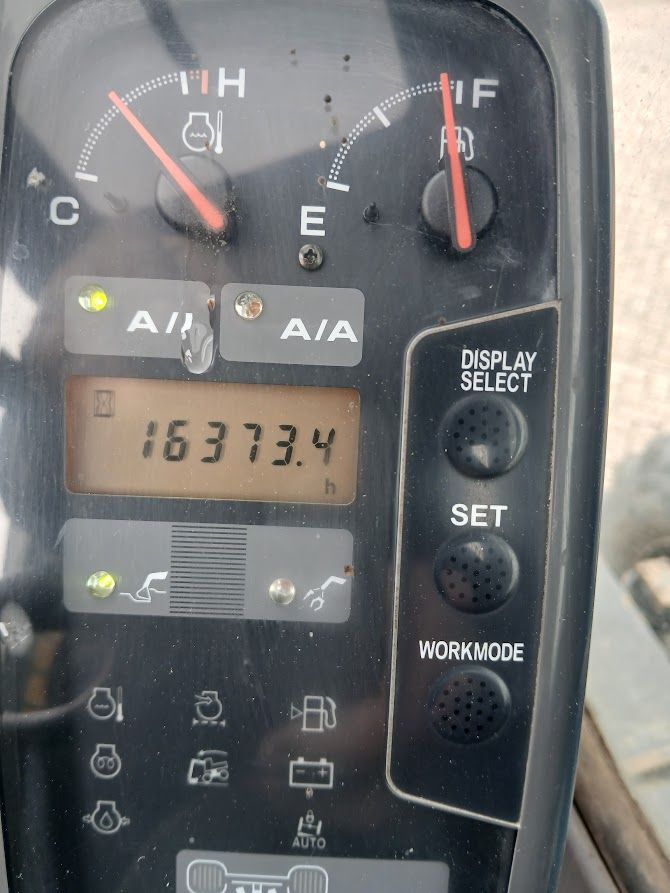 H
F
C
E
A/I
A/A
DISPLAY
SELECT
16373.4
h
SET
WORKMODE
AUTO